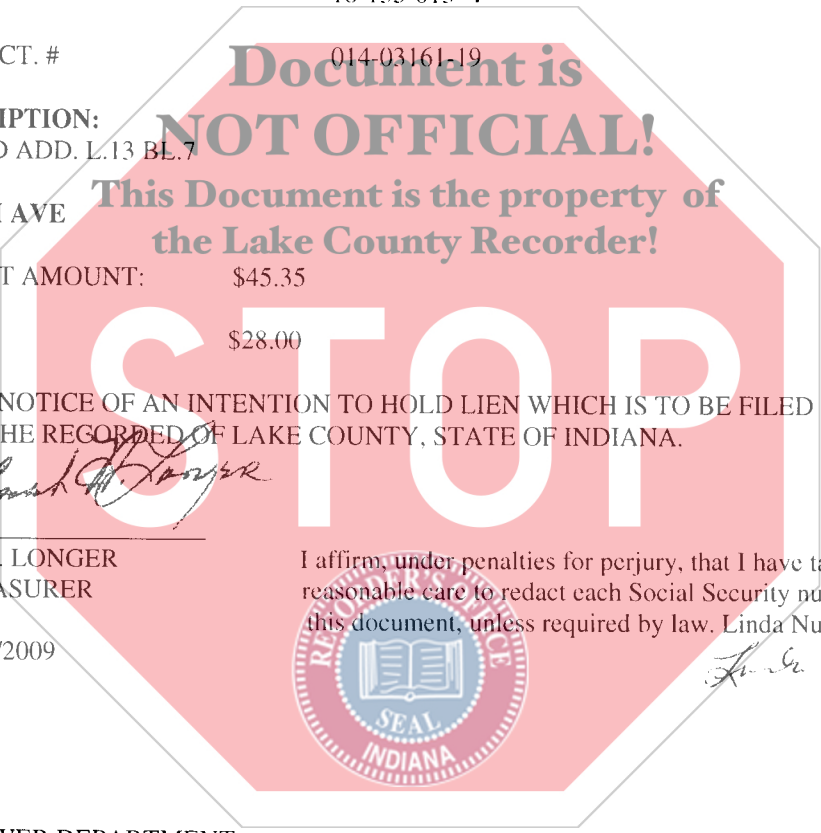 CT. # 014-03161-19
Document is
IPTION:
NOT OFFICIAL!
D ADD. L.13 BL.7
This Document is the property of
I AVE
the Lake County Recorder!
T AMOUNT: $45.35
$28.00
STOP
NOTICE OF AN INTENTION TO HOLD LIEN WHICH IS TO BE FILED
HE RECORDED OF LAKE COUNTY, STATE OF INDIANA.
. LONGER
ASURER
I affirm, under penalties for perjury, that I have ta
reasonable care to redact each Social Security nu
this document, unless required by law. Linda Nu
/2009
RECORDER'S OFFICE
SEAL
INDIANA